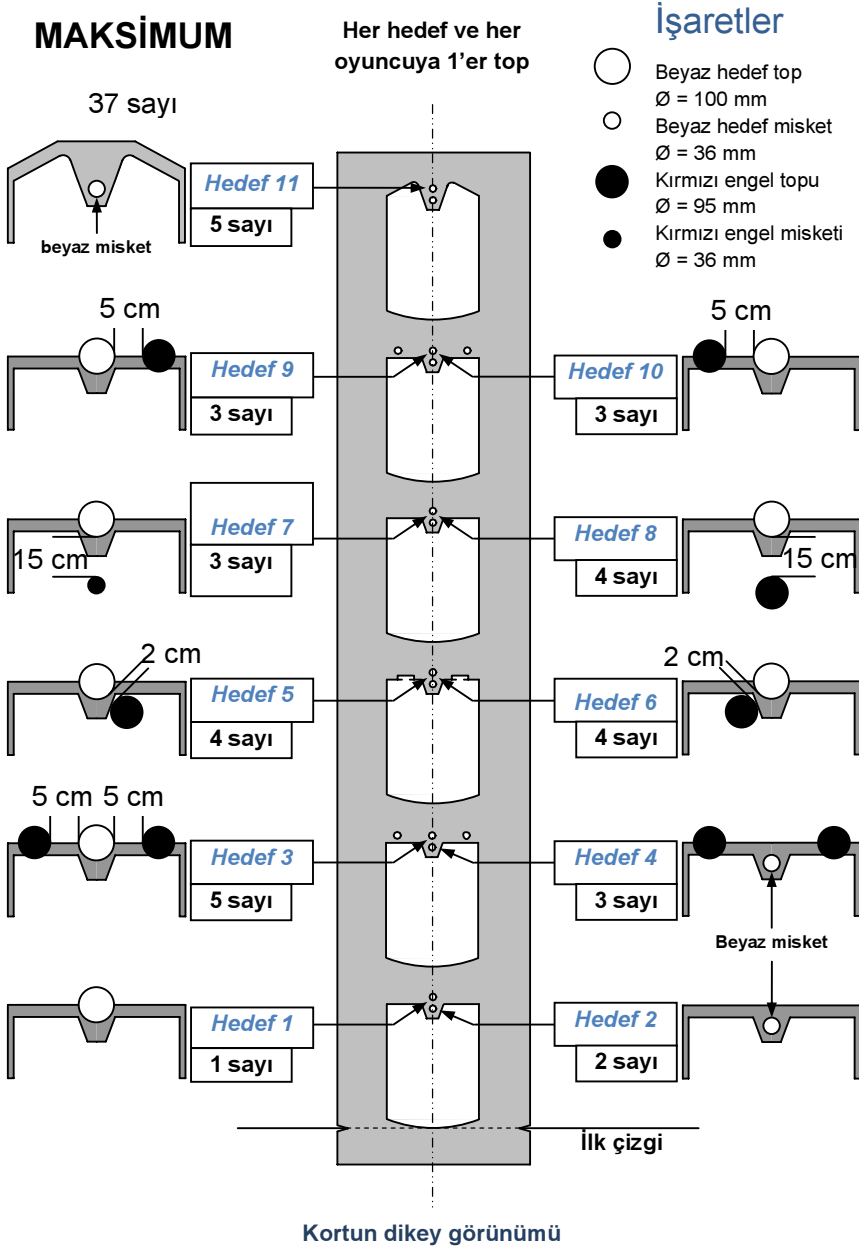 MAKSİMUM
37 sayı
Her hedef ve her
oyuncuya 1’er top
İşaretler
Beyaz hedef top
Ø = 100 mm
Beyaz hedef misket
Ø = 36 mm
Kırmızı engel topu
Ø = 95 mm
Kırmızı engel misketi
Ø = 36 mm
beyaz misket
Hedef 11
5 sayı
5 cm
Hedef 9
3 sayı
Hedef 10
3 sayı
5 cm
15 cm
Hedef 7
3 sayı
Hedef 8
4 sayı
15 cm
2 cm
Hedef 5
4 sayı
Hedef 6
4 sayı
2 cm
5 cm 5 cm
Hedef 3
5 sayı
Hedef 4
3 sayı
Beyaz misket
Hedef 1
1 sayı
Hedef 2
2 sayı
İlk çizgi
Kortun dikey görünümü